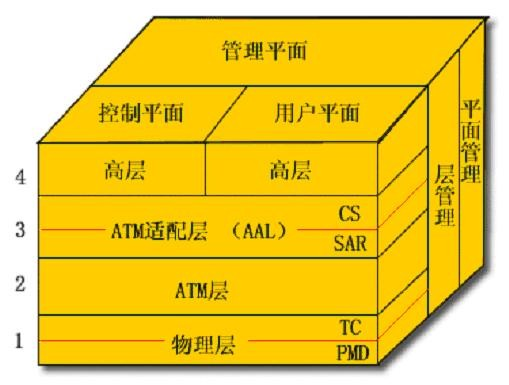 管理平面
控制平面
用户平面
平面管理
层管理
4
高层
高层
3
ATM适配层 （AAL）
CS
SAR
2
ATM层
1
物理层
TC
PMD